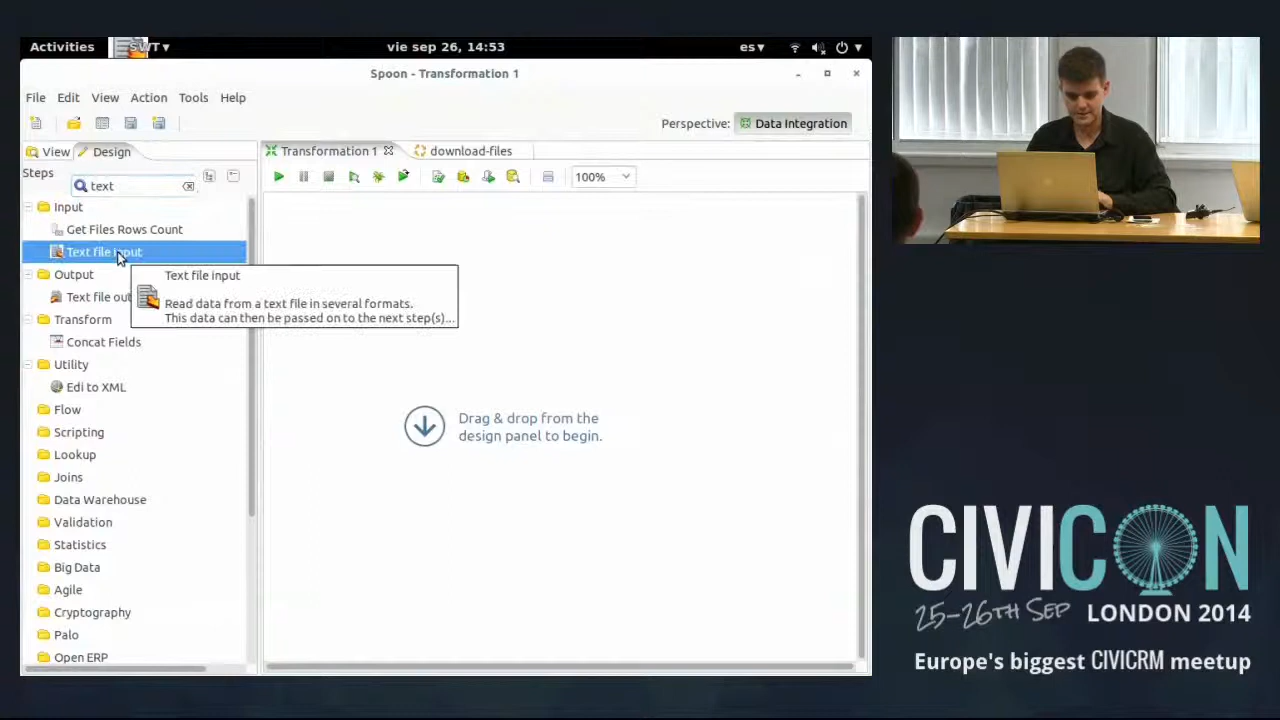 Activities
SWT▾
vie sep 26, 14:53
es▾
Spoon - Transformation 1
File Edit View Action Tools Help
Perspective: Data Integration
View Design
Transformation 1 download-files
Steps
text
100%
Input
Get Files Rows Count
Text file input
Text file input
Output
Read data from a text file in several formats.
Text file out
This data can then be passed on to the next step(s)...
Transform
Concat Fields
Utility
Edi to XML
Flow
Drag & drop from the
design panel to begin.
Scripting
Lookup
Joins
Data Warehouse
Validation
Statistics
Big Data
Agile
Cryptography
Palo
Open ERP
CIVICON
25-26TH SEP LONDON 2014
Europe's biggest CIVICRM meetup